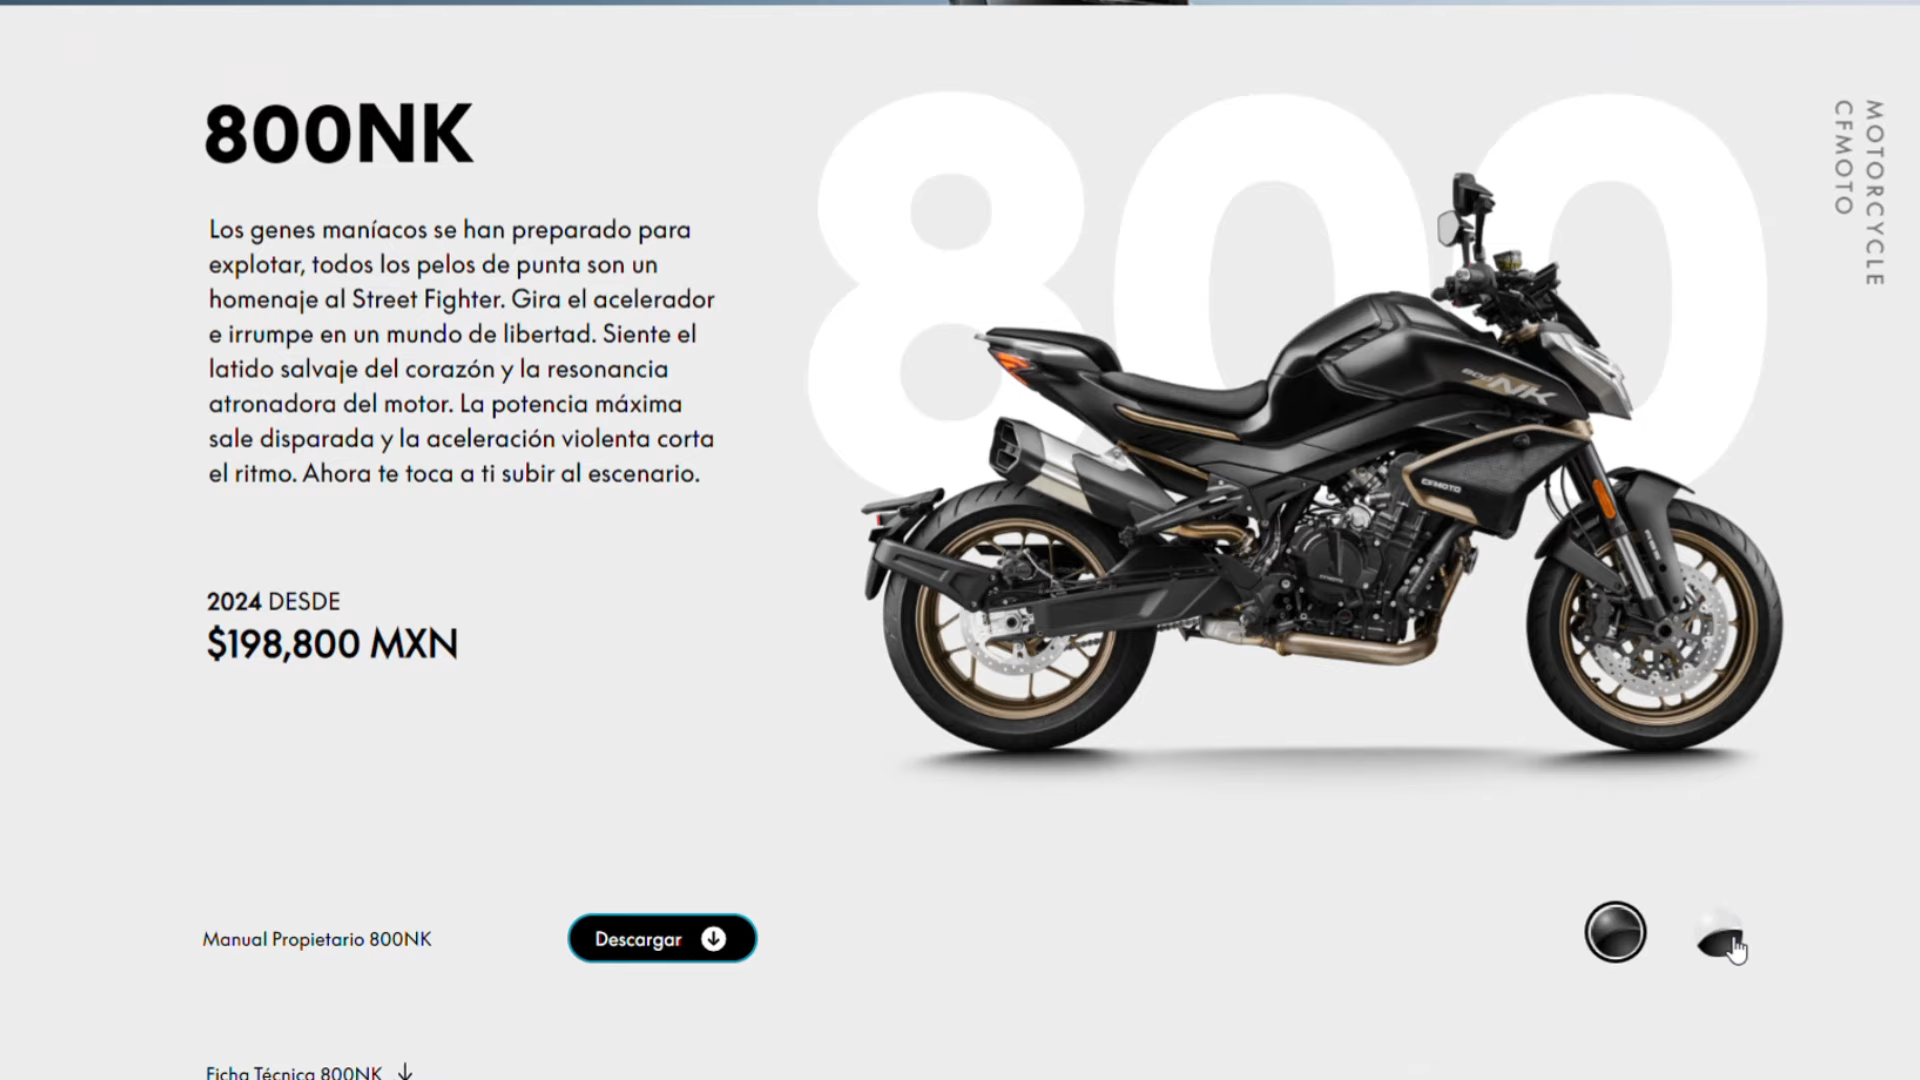 800NK
Los genes maníacos se han preparado para
explotar, todos los pelos de punta son un
homenaje al Street Fighter. Gira el acelerador
e irrumpe en un mundo de libertad. Siente el
latido salvaje del corazón y la resonancia
atronadora del motor. La potencia máxima
sale disparada y la aceleración violenta corta
el ritmo. Ahora te toca a ti subir al escenario.
2024 DESDE
$198,800 MXN
800
800NK
CFMOTO
MOTORCYCLE
CFMOTO
Manual Propietario 800NK
Descargar
Ficha Técnica 800NK